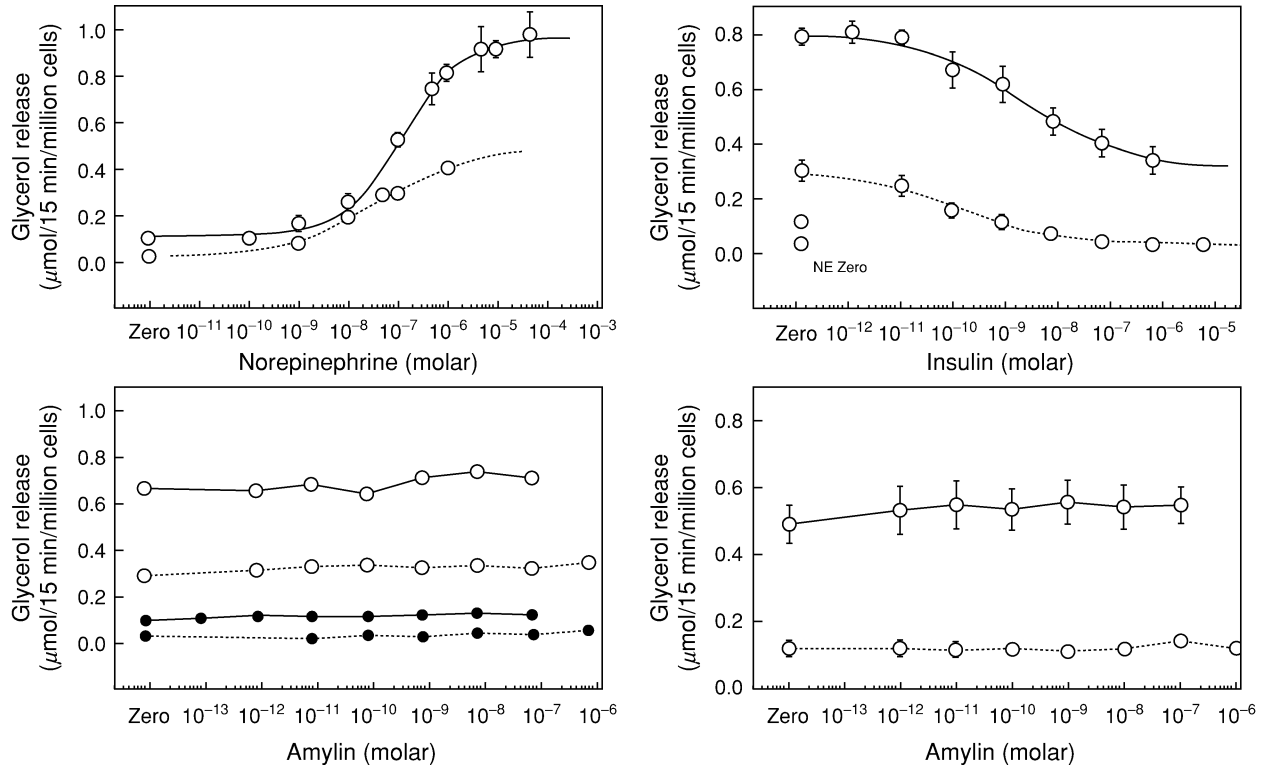 Glycerol release
(μmol/15 min/million cells)
1.0
0.8
0.6
0.4
0.2
0.0
Zero 10⁻¹¹ 10⁻¹⁰ 10⁻⁹ 10⁻⁸ 10⁻⁷ 10⁻⁶ 10⁻⁵ 10⁻⁴ 10⁻³
Norepinephrine (molar)
Glycerol release
(μmol/15 min/million cells)
0.8
0.6
0.4
0.2
0.0
NE Zero
Zero 10⁻¹² 10⁻¹¹ 10⁻¹⁰ 10⁻⁹ 10⁻⁸ 10⁻⁷ 10⁻⁶ 10⁻⁵
Insulin (molar)
Glycerol release
(μmol/15 min/million cells)
1.0
0.8
0.6
0.4
0.2
0.0
Zero 10⁻¹³ 10⁻¹² 10⁻¹¹ 10⁻¹⁰ 10⁻⁹ 10⁻⁸ 10⁻⁷ 10⁻⁶
Amylin (molar)
Glycerol release
(μmol/15 min/million cells)
0.8
0.6
0.4
0.2
0.0
Zero 10⁻¹³ 10⁻¹² 10⁻¹¹ 10⁻¹⁰ 10⁻⁹ 10⁻⁸ 10⁻⁷ 10⁻⁶
Amylin (molar)